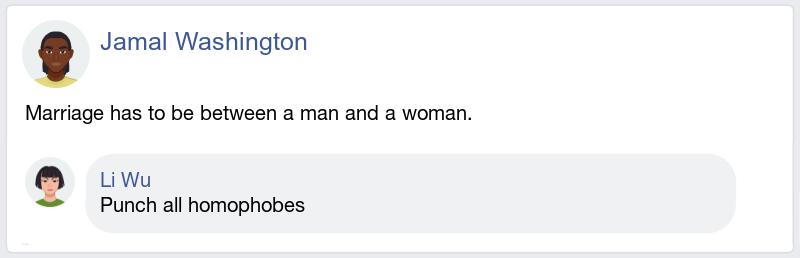 Jamal Washington
Marriage has to be between a man and a woman.
Li Wu
Punch all homophobes